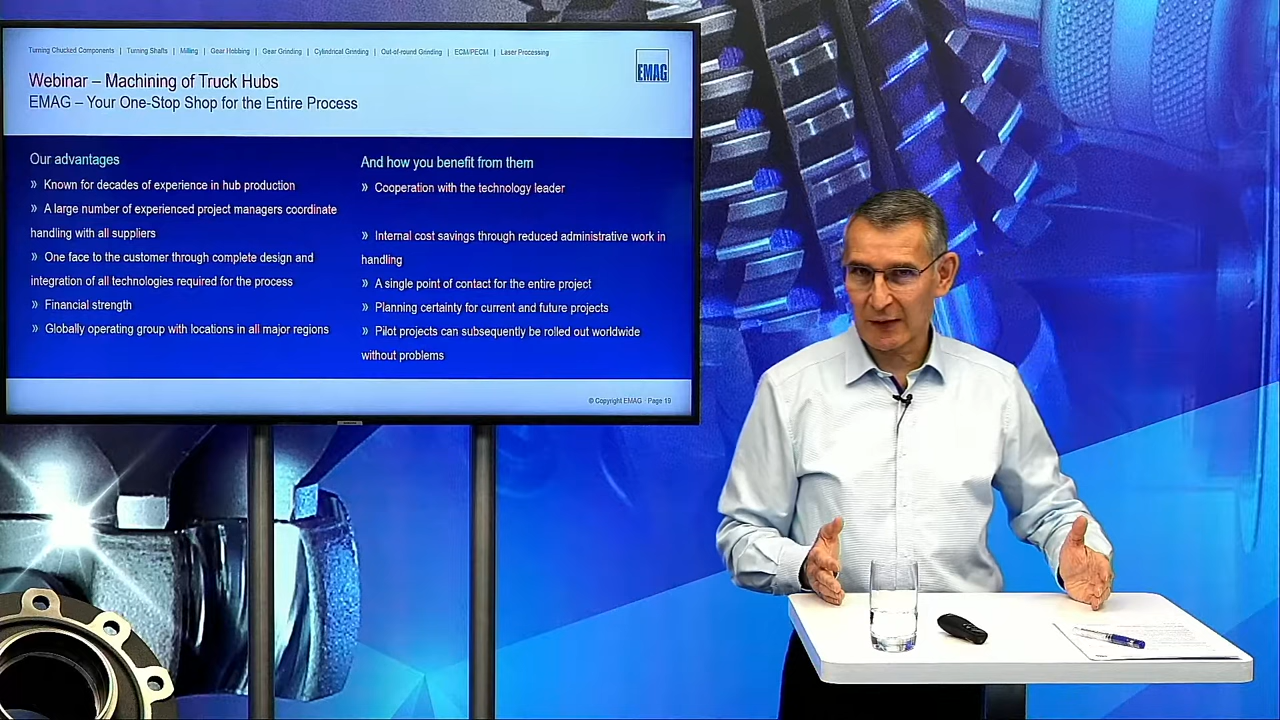 Turning Chucked Components | Turning Shafts | Milling | Gear Hobbing | Gear Grinding | Cylindrical Grinding | Out-of-round Grinding | ECM/PECM | Laser Processing
EMAG
Webinar – Machining of Truck Hubs
EMAG – Your One-Stop Shop for the Entire Process
Our advantages
» Known for decades of experience in hub production
» A large number of experienced project managers coordinate
handling with all suppliers
» One face to the customer through complete design and
integration of all technologies required for the process
» Financial strength
» Globally operating group with locations in all major regions
And how you benefit from them
» Cooperation with the technology leader
» Internal cost savings through reduced administrative work in
handling
» A single point of contact for the entire project
» Planning certainty for current and future projects
» Pilot projects can subsequently be rolled out worldwide
without problems
© Copyright EMAG - Page 19